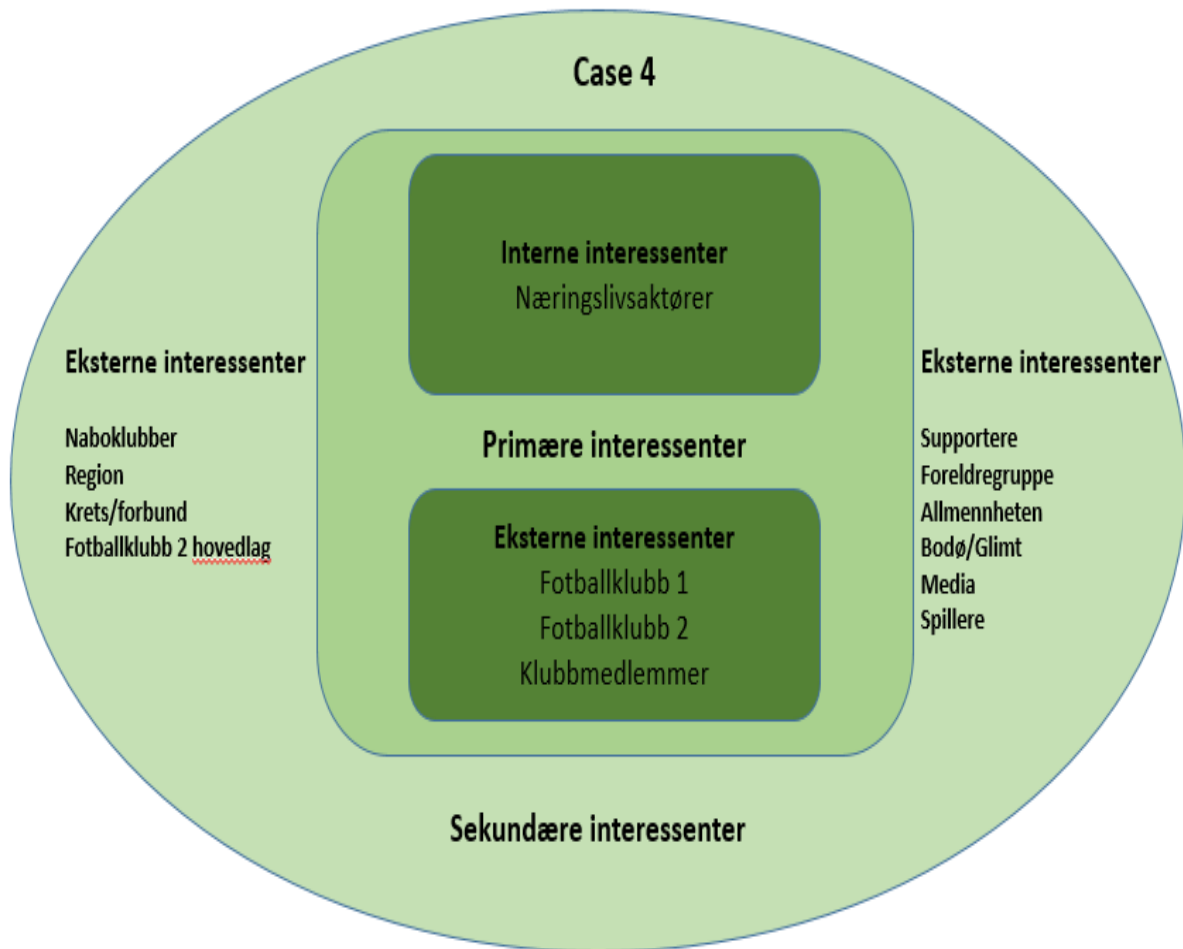 Case 4
Interne interessenter
Næringslivsaktører
Primære interessenter
Eksterne interessenter
Fotballklubb 1
Fotballklubb 2
Klubbmedlemmer
Eksterne interessenter
Naboklubber
Region
Krets/forbund
Fotballklubb 2 hovedlag
Eksterne interessenter
Supportere
Foreldregruppe
Allmennheten
Bodø/Glimt
Media
Spillere
Sekundære interessenter